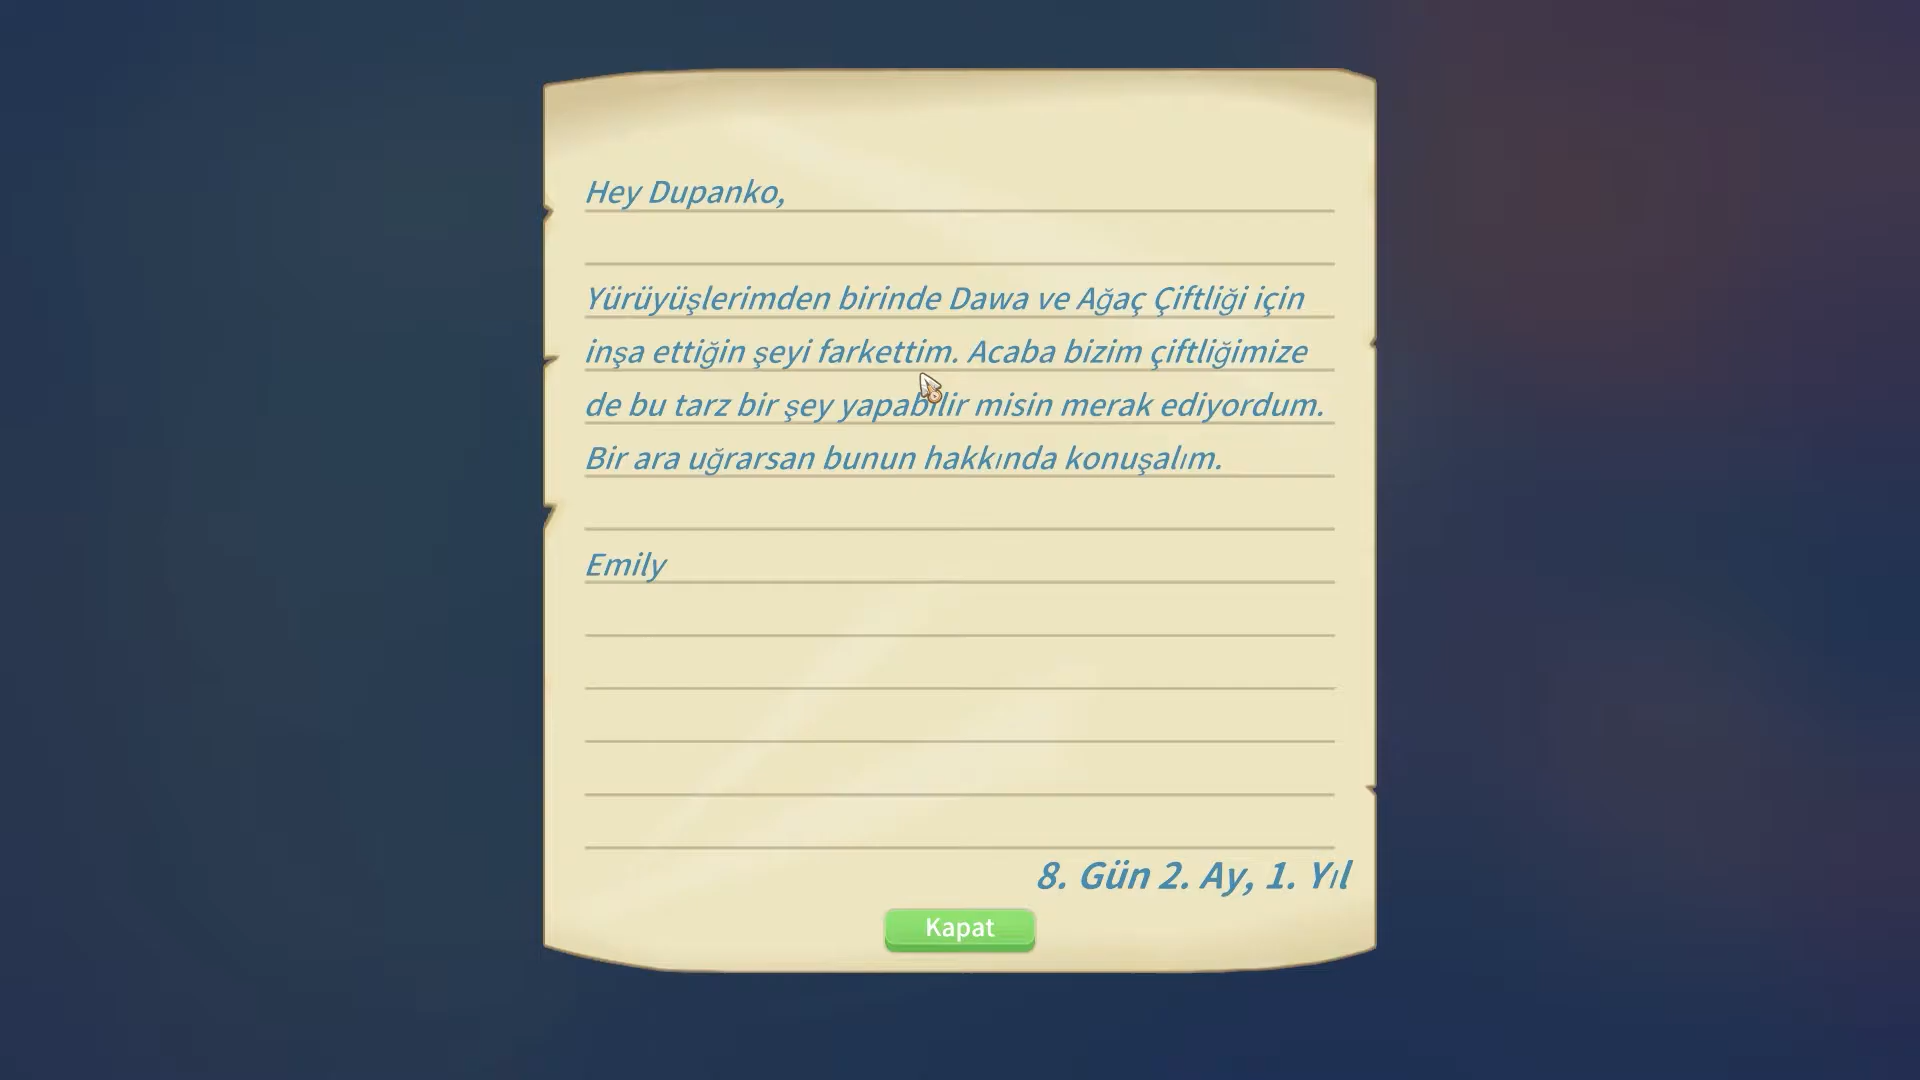 Hey Dupanko,
Yürüyüşlerimden birinde Dawa ve Ağaç Çiftliği için
inşa ettiğin şeyi farkettim. Acaba bizim çiftliğimize
de bu tarz bir şey yapabilir misin merak ediyordum.
Bir ara uğrarsan bunun hakkında konuşalım.
Emily
8. Gün 2. Ay, 1. Yıl
Kapat